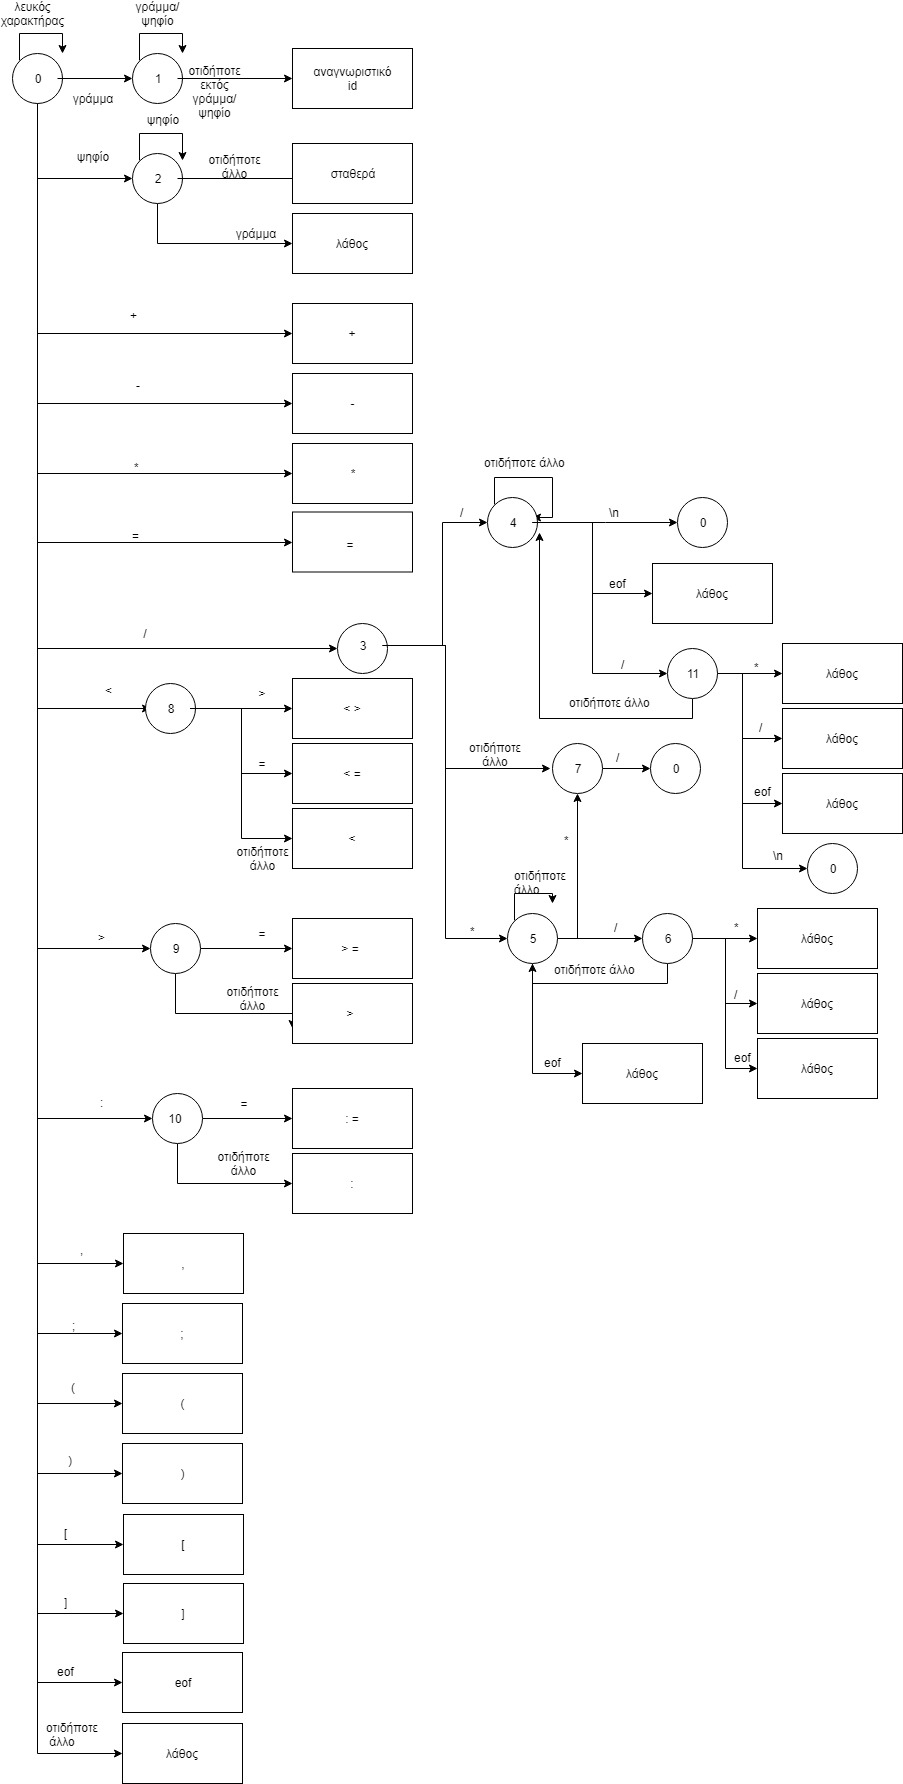 λευκός
χαρακτήρας
γράμμα/
ψηφίο
0
1
γράμμα
οτιδήποτε
εκτός
γράμμα/
ψηφίο
αναγνωριστικό
id
ψηφίο
ψηφίο
2
οτιδήποτε
άλλο
σταθερά
γράμμα
λάθος
+
+
-
-
*
*
=
=
/
3
/
οτιδήποτε άλλο
4
\n
0
eof
λάθος
/
11
οτιδήποτε άλλο
*
λάθος
/
λάθος
eof
λάθος
\n
0
<
8
>
< >
=
< =
οτιδήποτε
άλλο
<
οτιδήποτε
άλλο
7
/
0
*
*
οτιδήποτε
άλλο
5
/
6
οτιδήποτε άλλο
*
λάθος
/
λάθος
eof
λάθος
eof
λάθος
>
9
=
> =
οτιδήποτε
άλλο
>
:
10
=
: =
οτιδήποτε
άλλο
:
,
,
;
;
(
(
)
)
[
[
]
]
eof
eof
οτιδήποτε
άλλο
λάθος